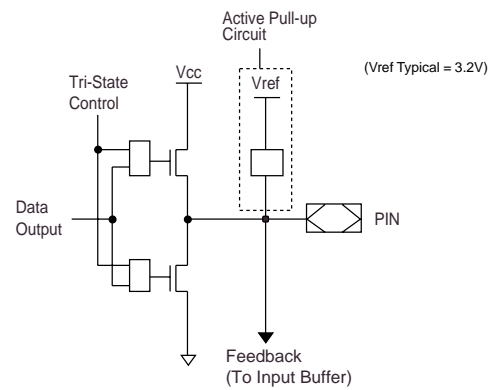 Active Pull-up
Circuit
Vcc
Vref
(Vref Typical = 3.2V)
Tri-State
Control
Data
Output
PIN
Feedback
(To Input Buffer)